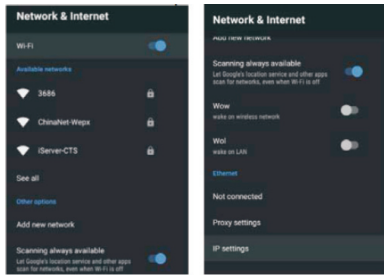 Network & Internet
Wi-Fi
Available networks
3686
ChinaNet-Wepx
iServer-CTS
See all
Other options
Add new network
Scanning always available
Let Google's location service and other apps
scan for networks, even when Wi-Fi is off
Network & Internet
Add new network
Scanning always available
Let Google's location service and other apps
scan for networks, even when Wi-Fi is off
Wow
wake on wireless network
Wol
wake on LAN
Ethernet
Not connected
Proxy settings
IP settings